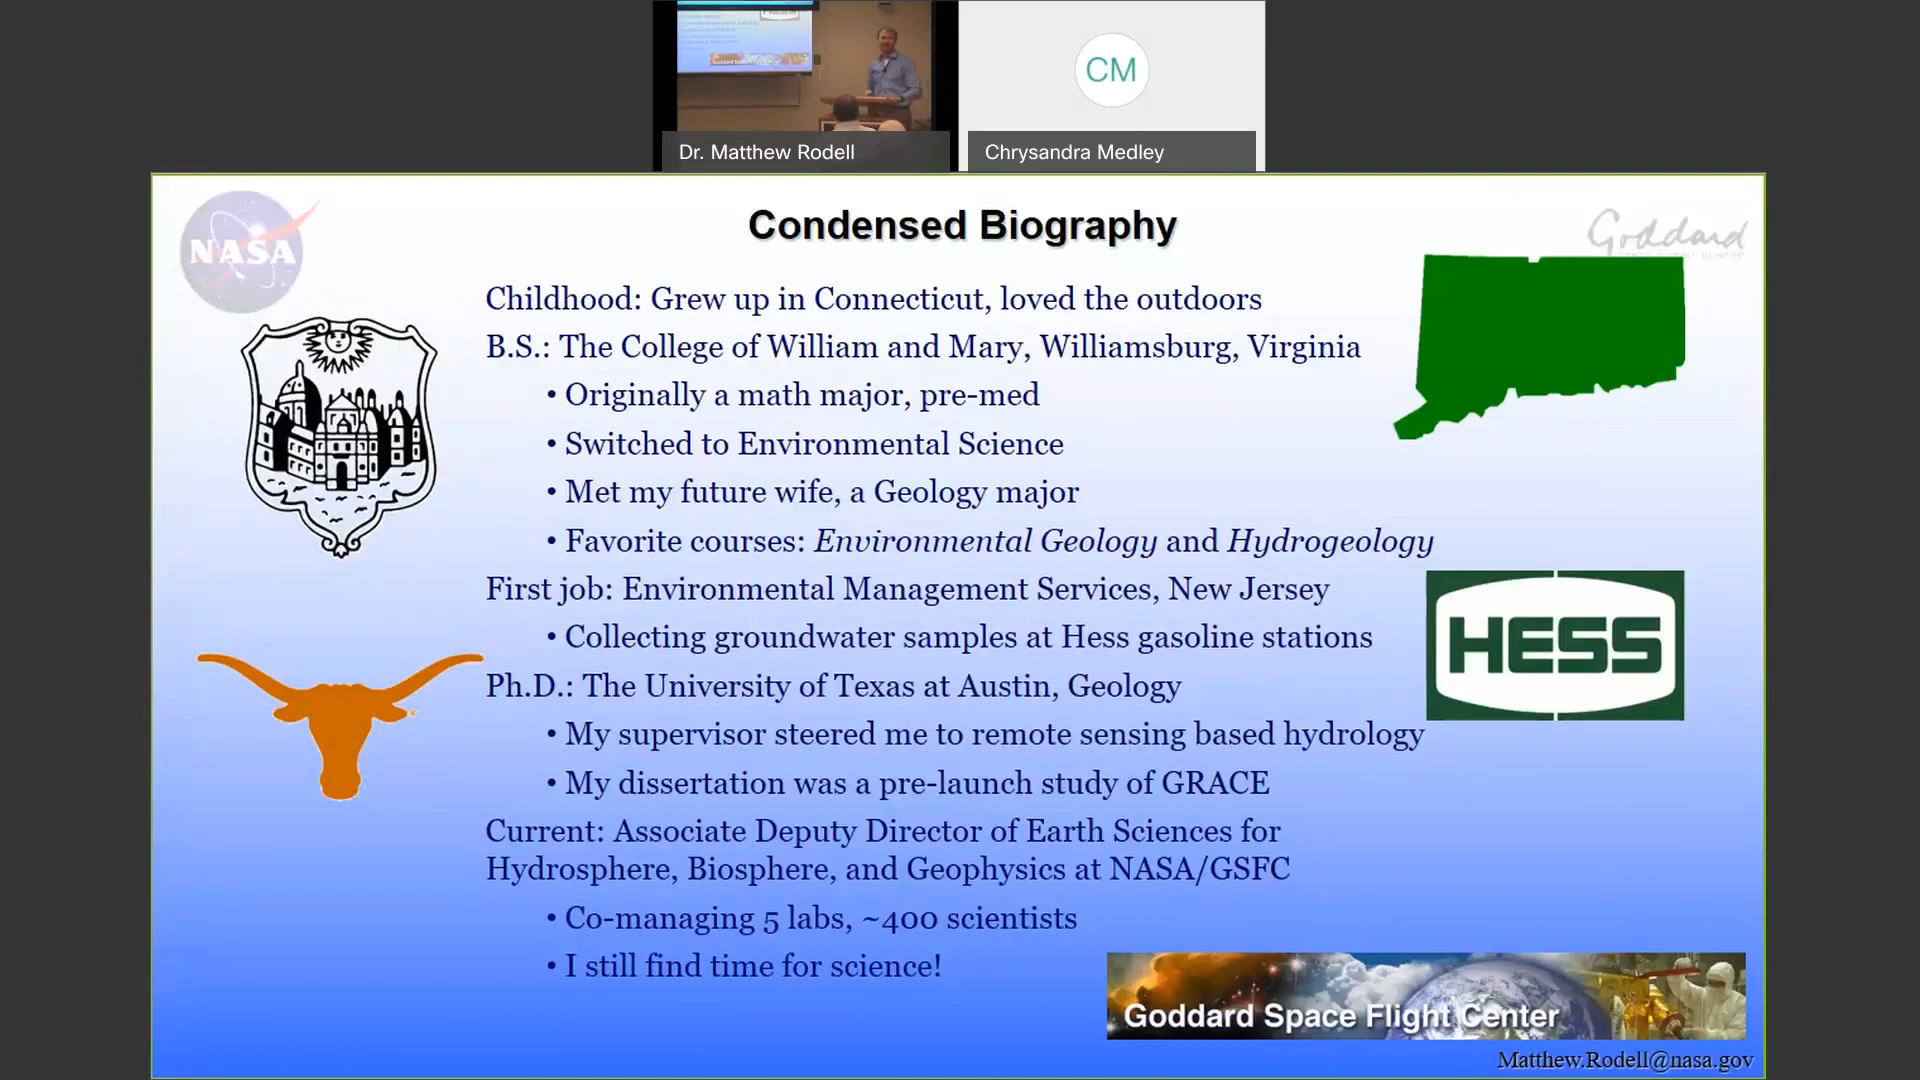 CM
Dr. Matthew Rodell
Chrysandra Medley
NASA
Condensed Biography
Goddard
Childhood: Grew up in Connecticut, loved the outdoors
B.S.: The College of William and Mary, Williamsburg, Virginia
• Originally a math major, pre-med
• Switched to Environmental Science
• Met my future wife, a Geology major
• Favorite courses: Environmental Geology and Hydrogeology
First job: Environmental Management Services, New Jersey
• Collecting groundwater samples at Hess gasoline stations
HESS
Ph.D.: The University of Texas at Austin, Geology
• My supervisor steered me to remote sensing based hydrology
• My dissertation was a pre-launch study of GRACE
Current: Associate Deputy Director of Earth Sciences for
Hydrosphere, Biosphere, and Geophysics at NASA/GSFC
• Co-managing 5 labs, ~400 scientists
• I still find time for science!
Goddard Space Flight Center
Matthew.Rodell@nasa.gov